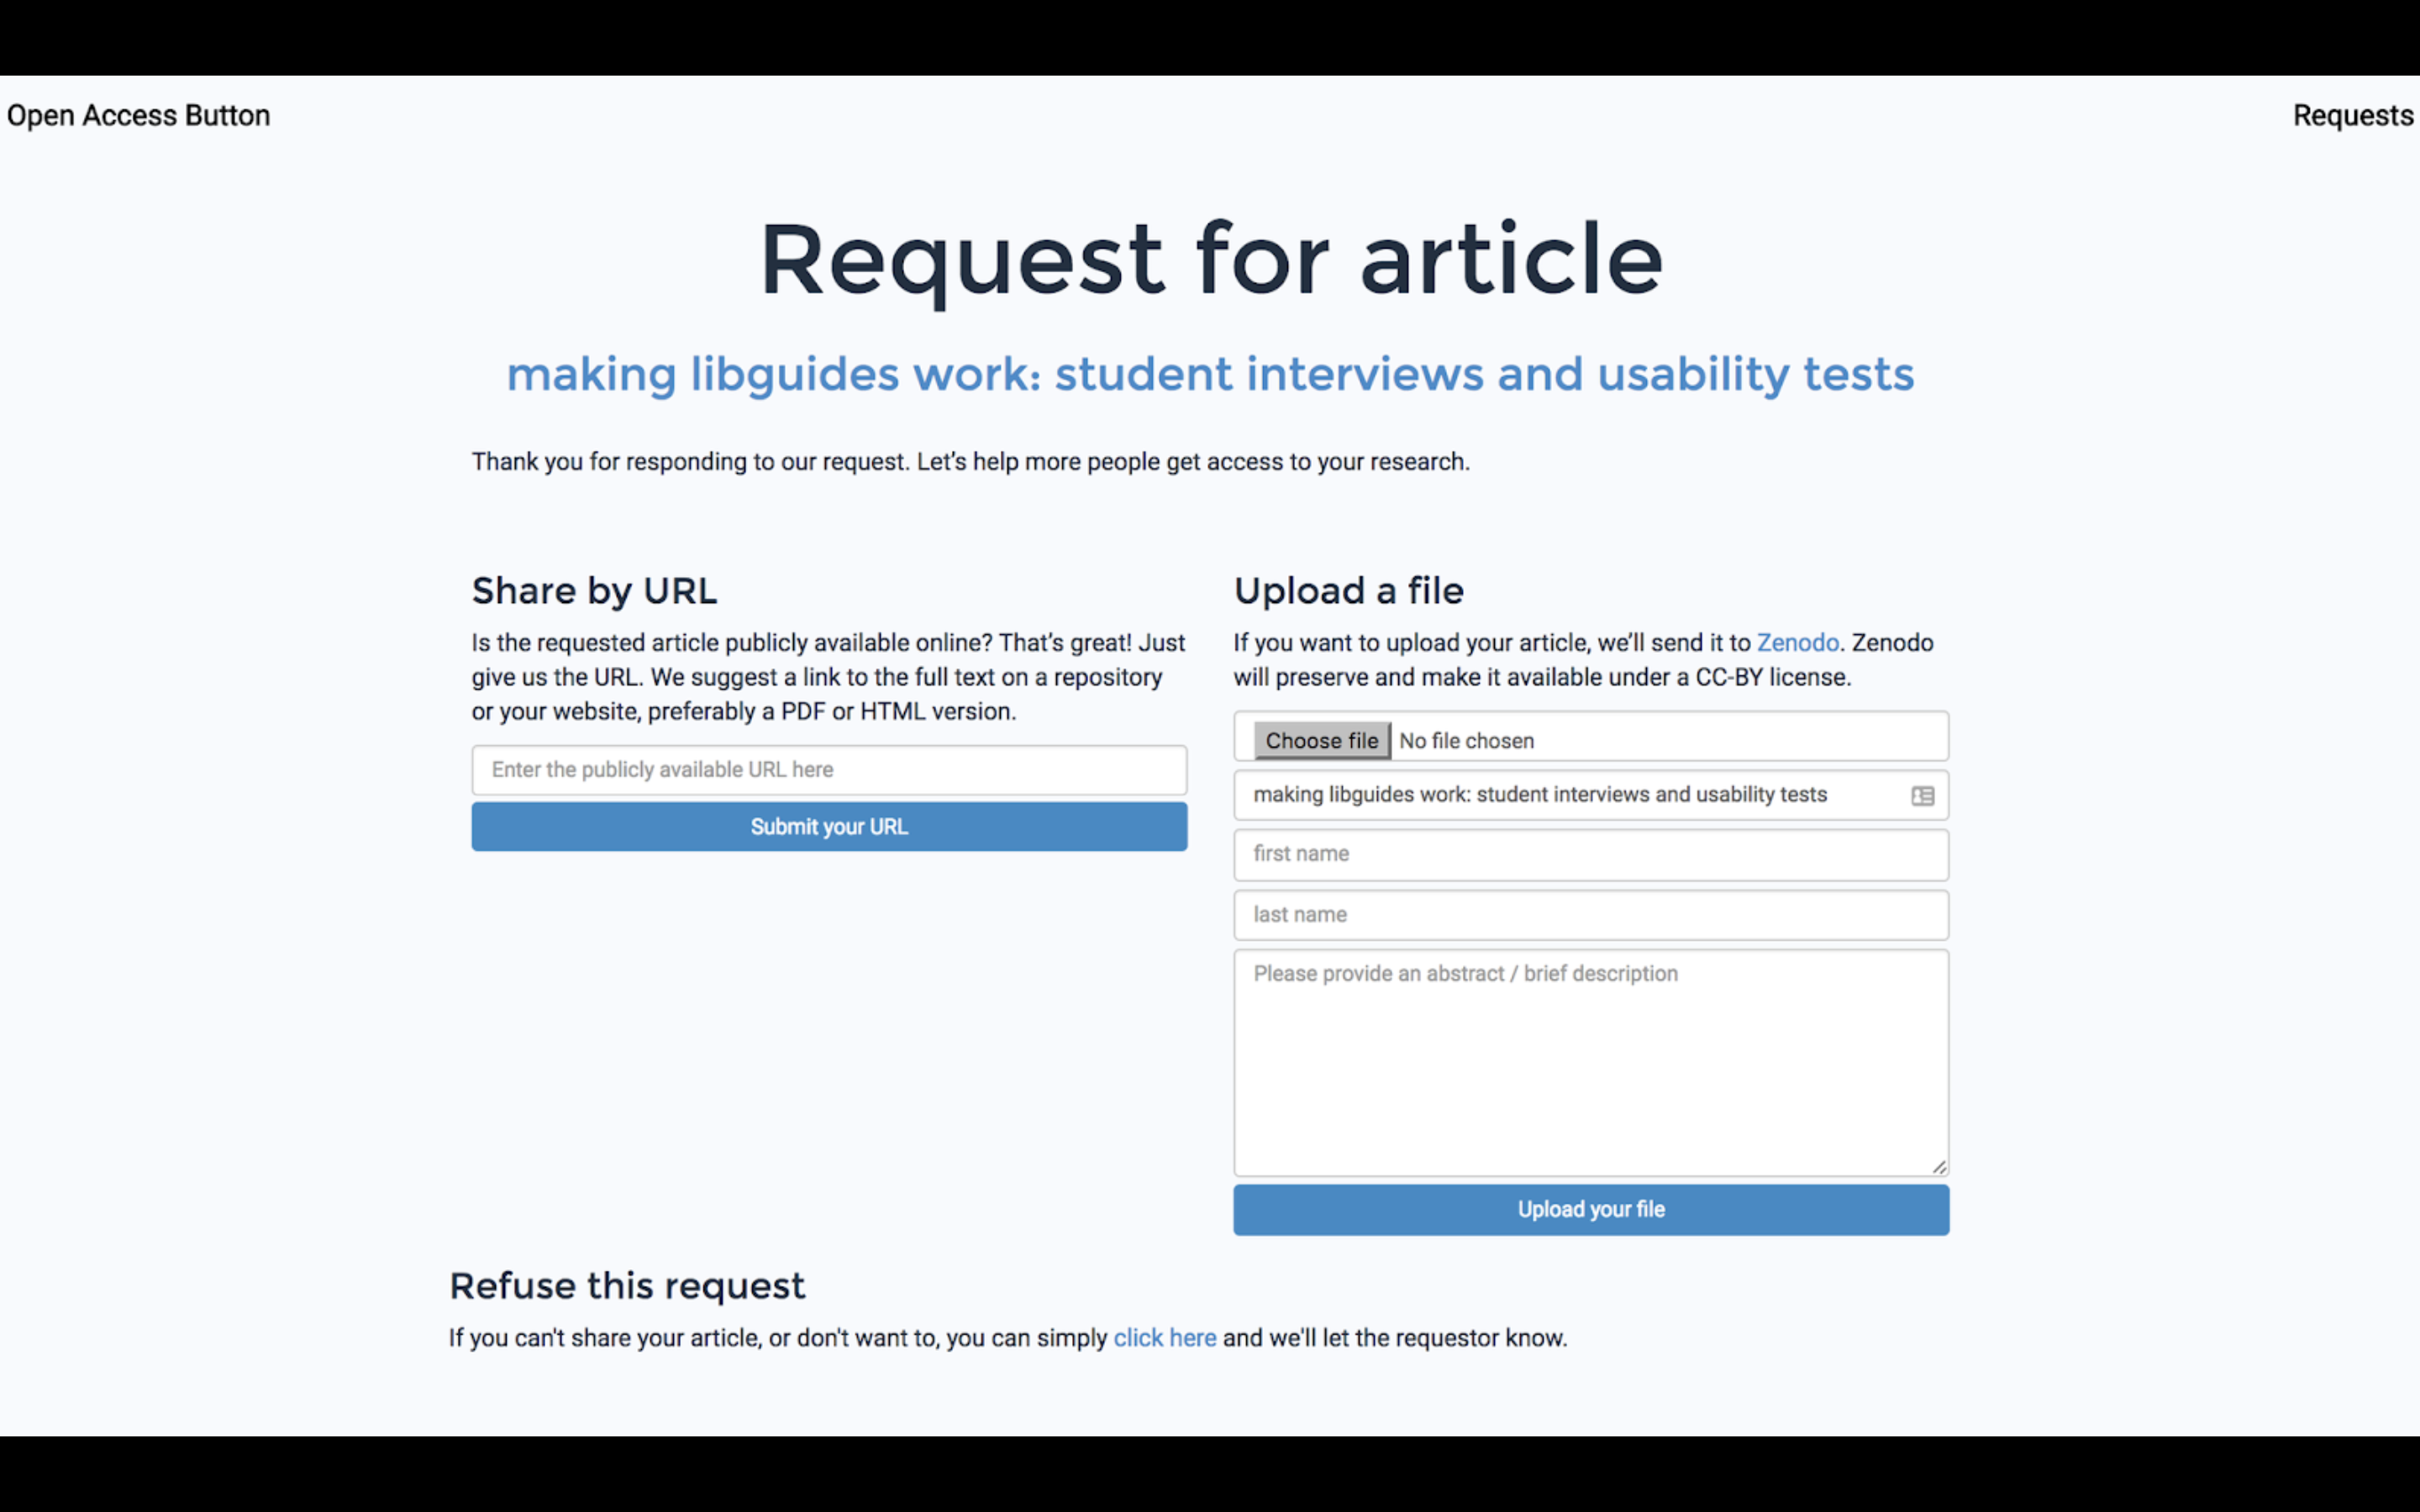 Open Access Button
Requests
Request for article
making libguides work: student interviews and usability tests
Thank you for responding to our request. Let's help more people get access to your research.
Share by URL
Is the requested article publicly available online? That's great! Just
give us the URL. We suggest a link to the full text on a repository
or your website, preferably a PDF or HTML version.
Enter the publicly available URL here
Submit your URL
Upload a file
If you want to upload your article, we'll send it to Zenodo. Zenodo
will preserve and make it available under a CC-BY license.
Choose file No file chosen
making libguides work: student interviews and usability tests
first name
last name
Please provide an abstract / brief description
Upload your file
Refuse this request
If you can't share your article, or don't want to, you can simply click here and we'll let the requestor know.